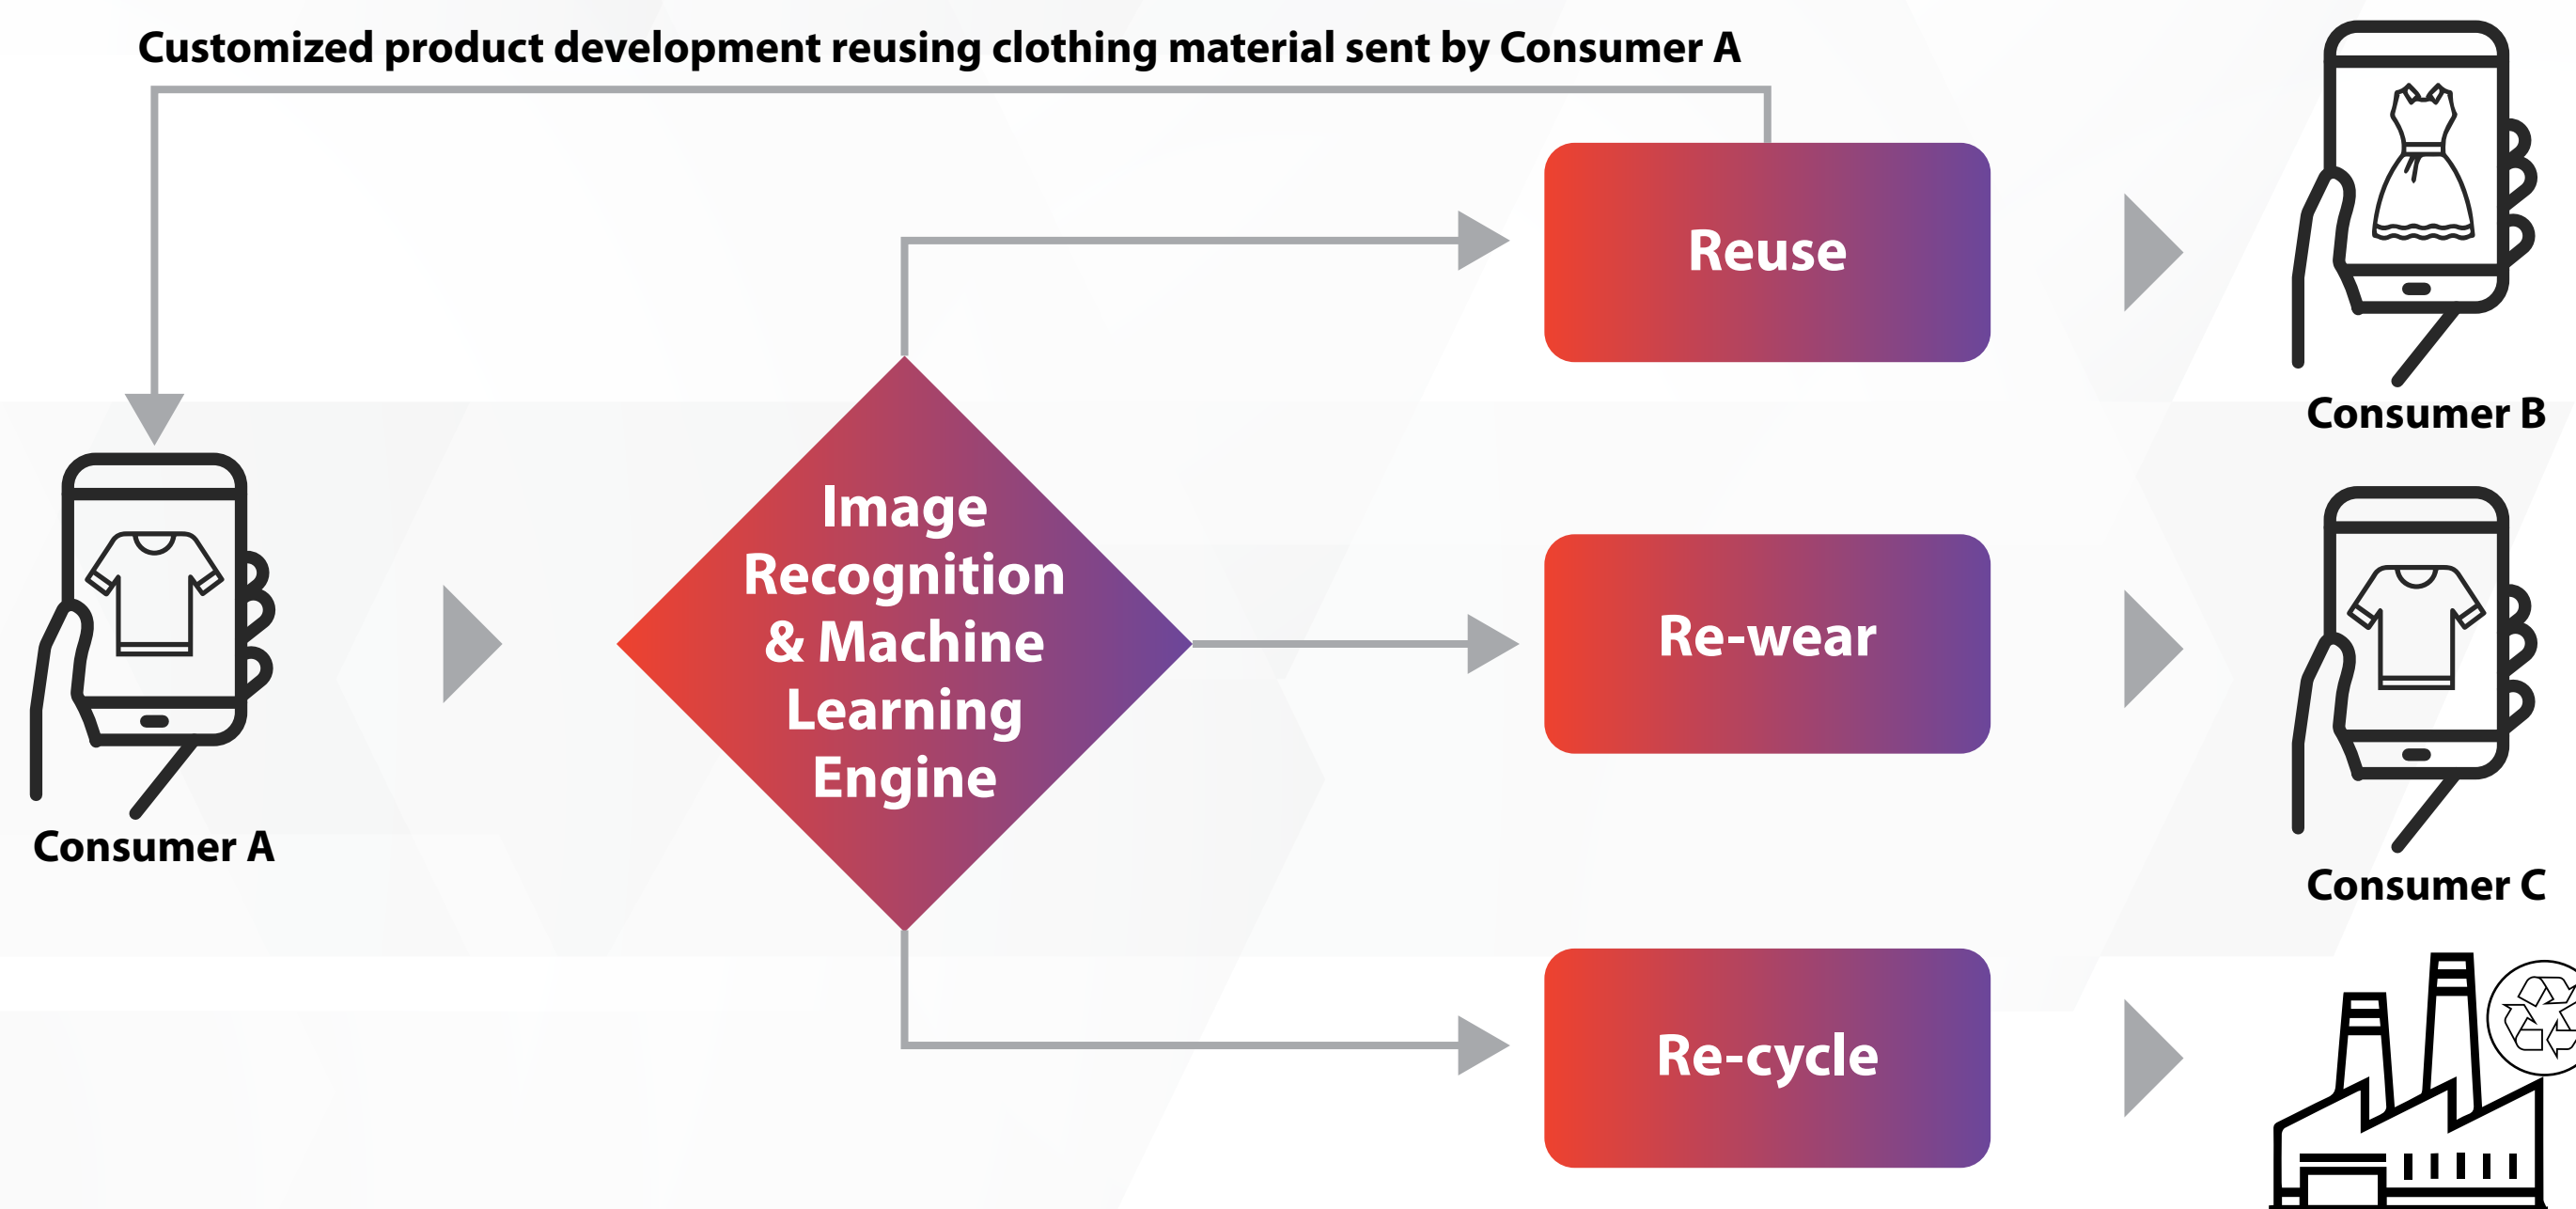 Customized product development reusing clothing material sent by Consumer A
Reuse
Consumer B
Image
Recognition
& Machine
Learning
Engine
Re-wear
Consumer A
Consumer C
Re-cycle